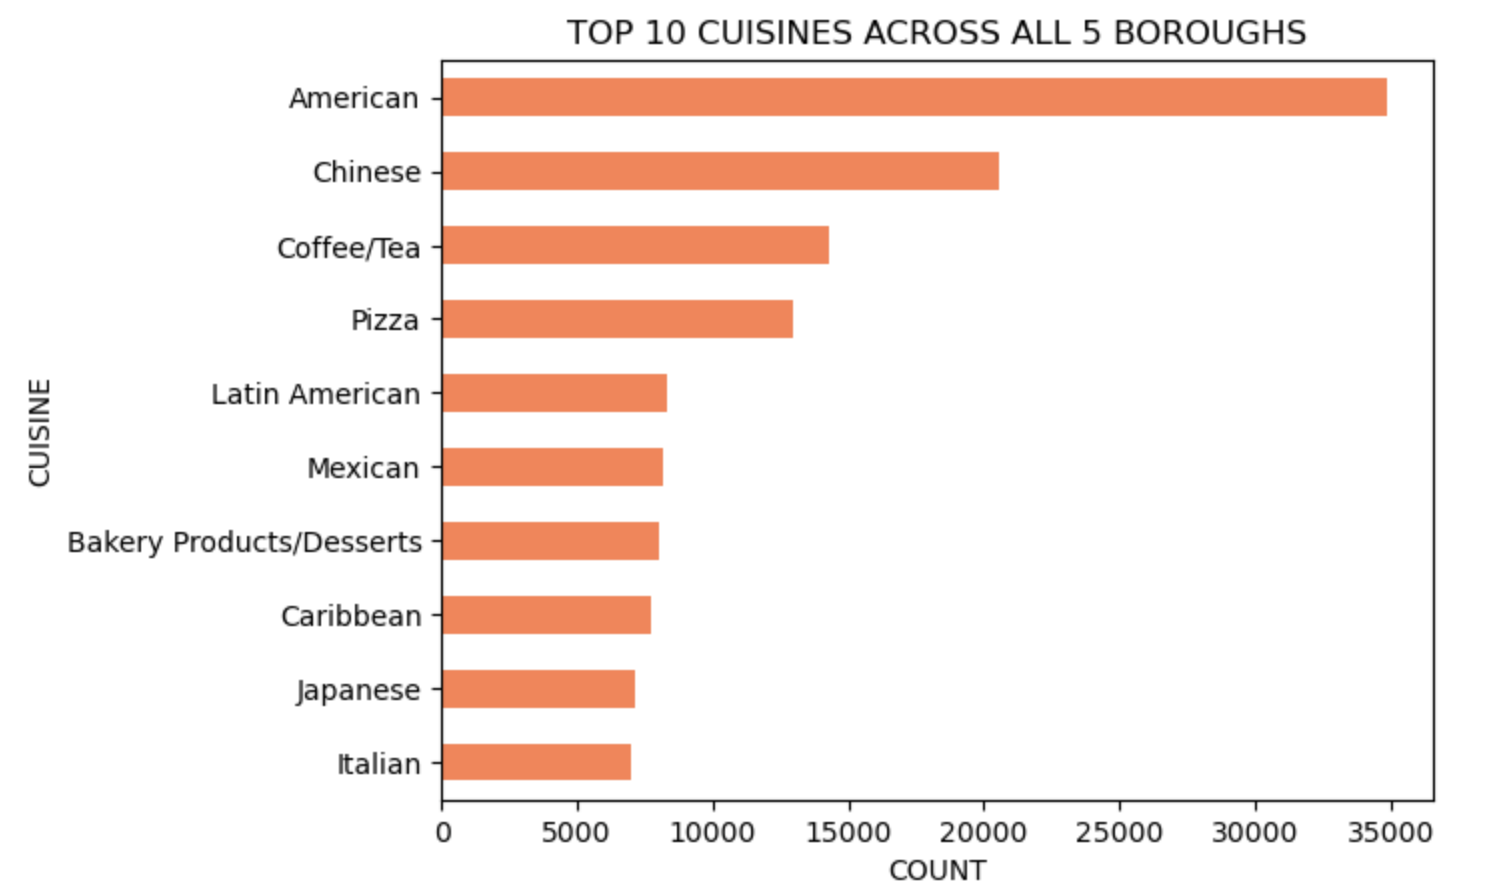 TOP 10 CUISINES ACROSS ALL 5 BOROUGHS
American
Chinese
Coffee/Tea
Pizza
Latin American
Mexican
Bakery Products/Desserts
Caribbean
Japanese
Italian
CUISINE
0 5000 10000 15000 20000 25000 30000 35000
COUNT